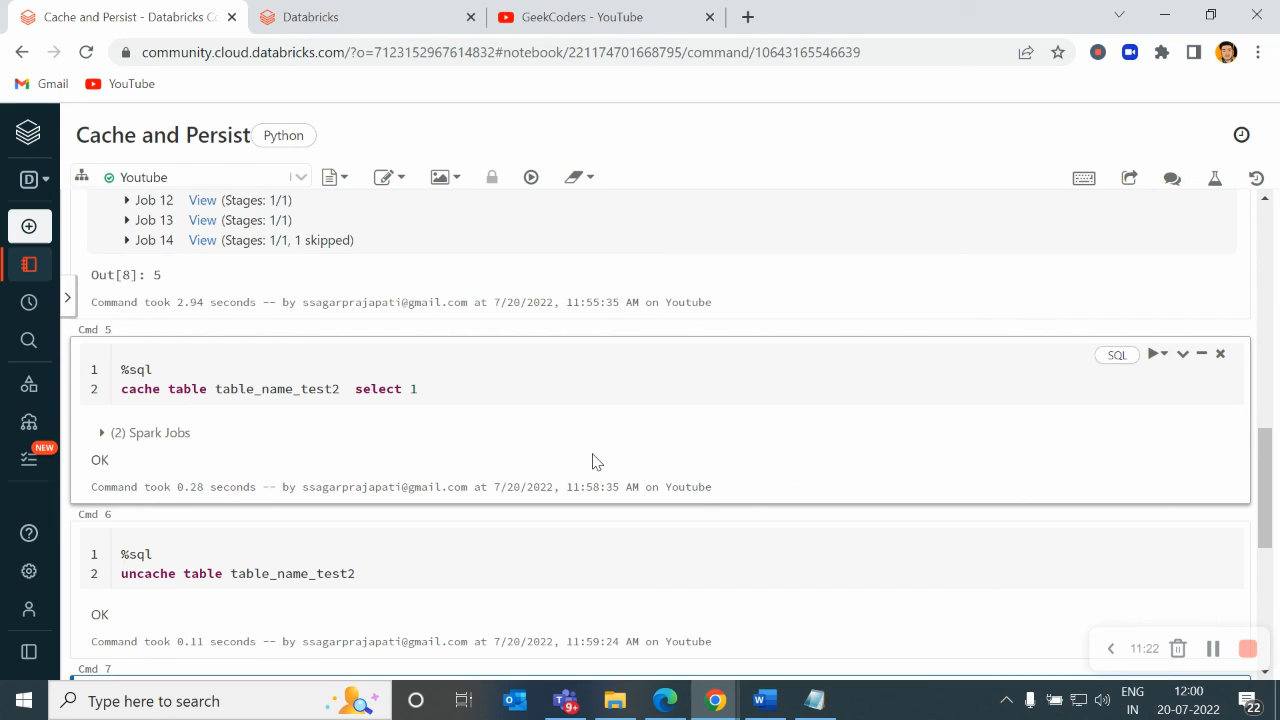 Cache and Persist - Databricks Co
Databricks
GeekCoders - YouTube
community.cloud.databricks.com/?o=7123152967614832#notebook/221174701668795/command/10643165546639
Gmail
YouTube
Cache and Persist
Python
D
Youtube
Job 12 View (Stages: 1/1)
Job 13 View (Stages: 1/1)
Job 14 View (Stages: 1/1, 1 skipped)
Out[8]: 5
Command took 2.94 seconds -- by ssagarprajapati@gmail.com at 7/20/2022, 11:55:35 AM on Youtube
Cmd 5
SQL
1 %sql
2 cache table table_name_test2 select 1
(2) Spark Jobs
NEW
OK
Command took 0.28 seconds -- by ssagarprajapati@gmail.com at 7/20/2022, 11:58:35 AM on Youtube
Cmd 6
1 %sql
2 uncache table table_name_test2
OK
Command took 0.11 seconds -- by ssagarprajapati@gmail.com at 7/20/2022, 11:59:24 AM on Youtube
11:22
Cmd 7
Type here to search
9+
ENG
IN
12:00
20-07-2022
22